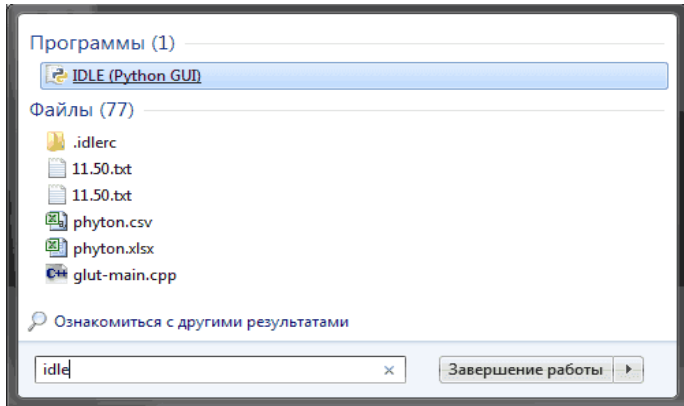 Программы (1)
IDLE (Python GUI)
Файлы (77)
.idlerc
11.50.txt
11.50.txt
phyton.csv
phyton.xlsx
C++ glut-main.cpp
Ознакомиться с другими результатами
idle
Завершение работы